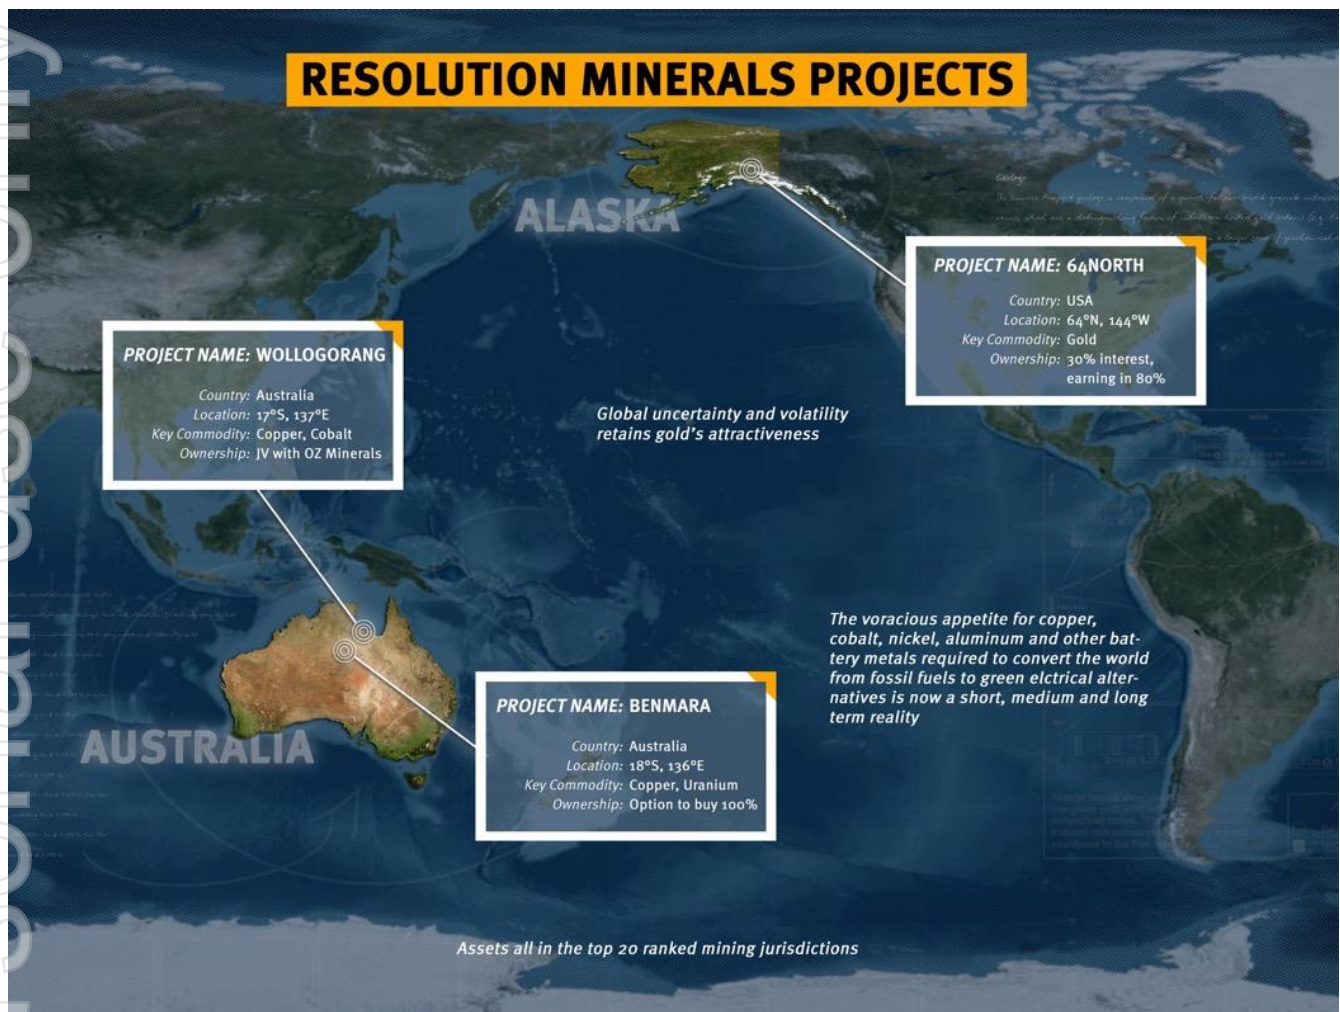 RESOLUTION MINERALS PROJECTS
ALASKA
PROJECT NAME: 64NORTH
Country: USA
Location: 64°N, 144°W
Key Commodity: Gold
Ownership: 30% interest,
earning in 80%
PROJECT NAME: WOLLOGORANG
Country: Australia
Location: 17°S, 137°E
Key Commodity: Copper, Cobalt
Ownership: JV with OZ Minerals
Global uncertainty and volatility
retains gold's attractiveness
The voracious appetite for copper,
cobalt, nickel, aluminum and other bat-
tery metals required to convert the world
from fossil fuels to green elctrical alter-
natives is now a short, medium and long
term reality
AUSTRALIA
PROJECT NAME: BENMARA
Country: Australia
Location: 18°S, 136°E
Key Commodity: Copper, Uranium
Ownership: Option to buy 100%
Assets all in the top 20 ranked mining jurisdictions